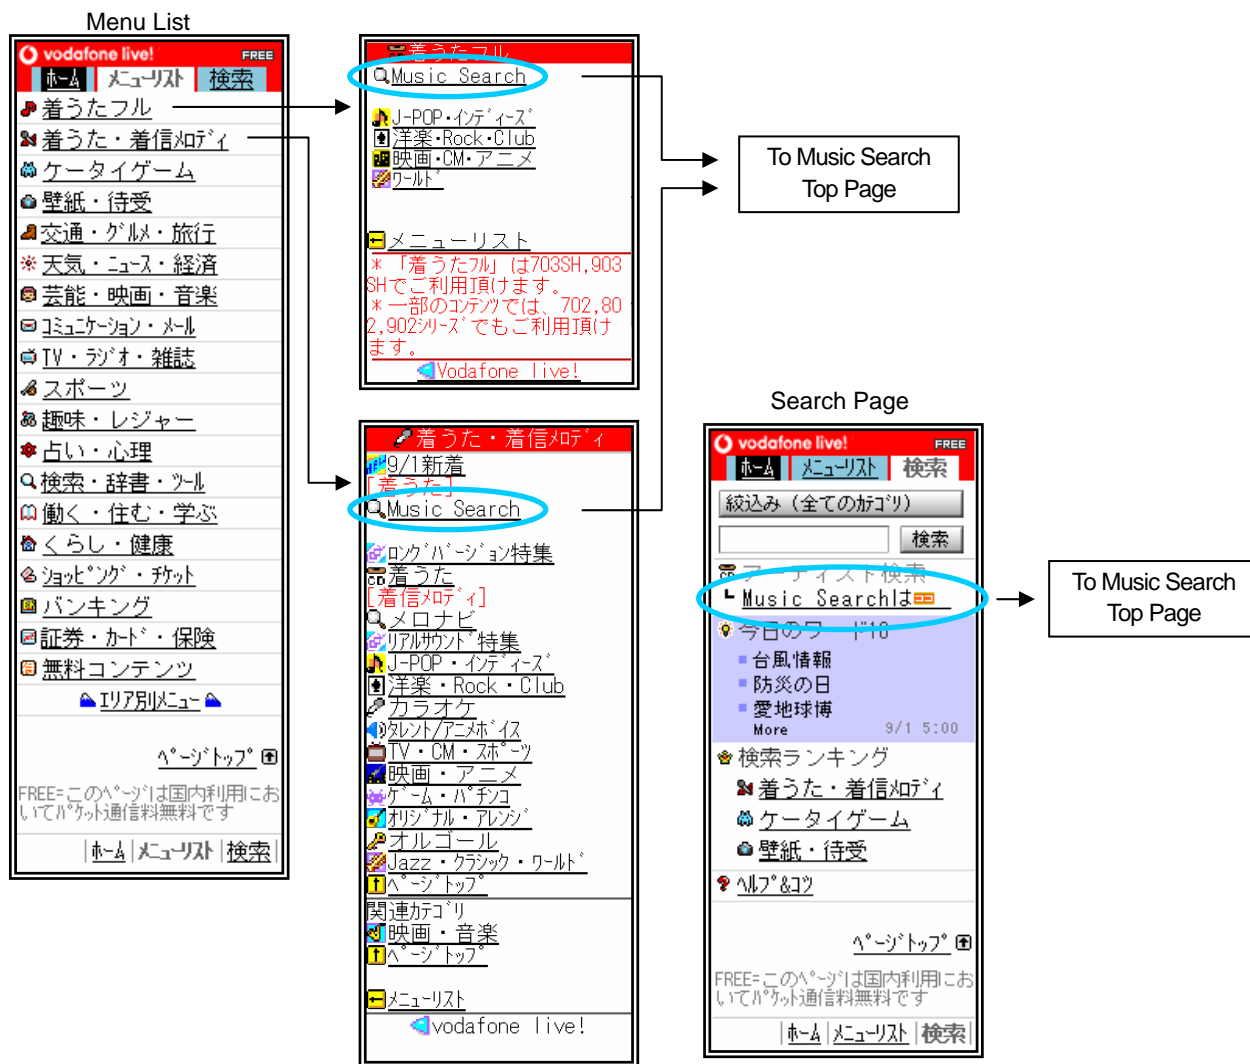 Menu List
vodafone live! FREE
ホーム メニューリスト 検索
着うたフル
着うた・着信メロディ
ケータイゲーム
壁紙・待受
交通・グルメ・旅行
天気・ニュース・経済
芸能・映画・音楽
コミュニケーション・メール
TV・ラジオ・雑誌
スポーツ
趣味・レジャー
占い・心理
検索・辞書・ツール
働く・住む・学ぶ
くらし・健康
ショッピング・チケット
バンキング
証券・カード・保険
無料コンテンツ
エリア別メニュー
ページトップ
FREE=このページは国内利用にお
いてパケット通信料無料です
|ホーム|メニューリスト|検索|
着うたフル
Music Search
J-POP・インディーズ
洋楽・Rock・Club
映画・CM・アニメ
ワールド
メニューリスト
*「着うたフル」は703SH,903
SHでご利用頂けます。
*一部のコンテンツでは、702,80
2,902シリーズでもご利用頂け
ます。
Vodafone live!
To Music Search
Top Page
着うた・着信メロディ
9/1新着
[着うた]
Music Search
ロングバージョン特集
着うた
[着信メロディ]
メロナビ
リアルサウンド特集
J-POP・インディーズ
洋楽・Rock・Club
カラオケ
タレント/アニメボイス
TV・CM・スポーツ
映画・アニメ
ゲーム・パチンコ
オリジナル・アレンジ
オルゴール
Jazz・クラシック・ワールド
ページトップ
関連カテゴリ
映画・音楽
ページトップ
メニューリスト
vodafone live!
Search Page
vodafone live! FREE
ホーム メニューリスト 検索
絞込み(全てのカテゴリ)
検索
アーティスト検索
Music Searchは
今日のワード10
台風情報
防災の日
愛地球博
More 9/1 5:00
検索ランキング
着うた・着信メロディ
ケータイゲーム
壁紙・待受
ヘルプ&コツ
ページトップ
FREE=このページは国内利用にお
いてパケット通信料無料です
|ホーム|メニューリスト|検索|
To Music Search
Top Page